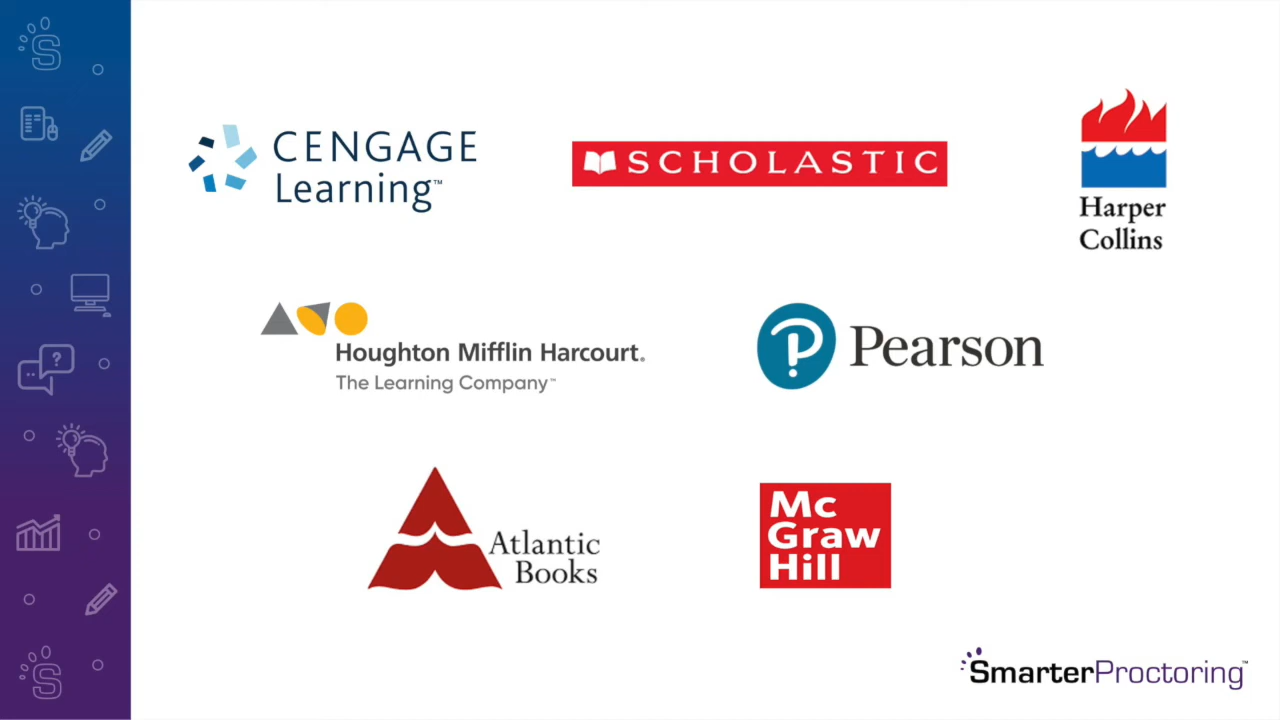 CENGAGE
Learning™
SCHOLASTIC
Harper
Collins
Houghton Mifflin Harcourt®
The Learning Company™
Pearson
Atlantic
Books
Mc
Graw
Hill
SmarterProctoring™